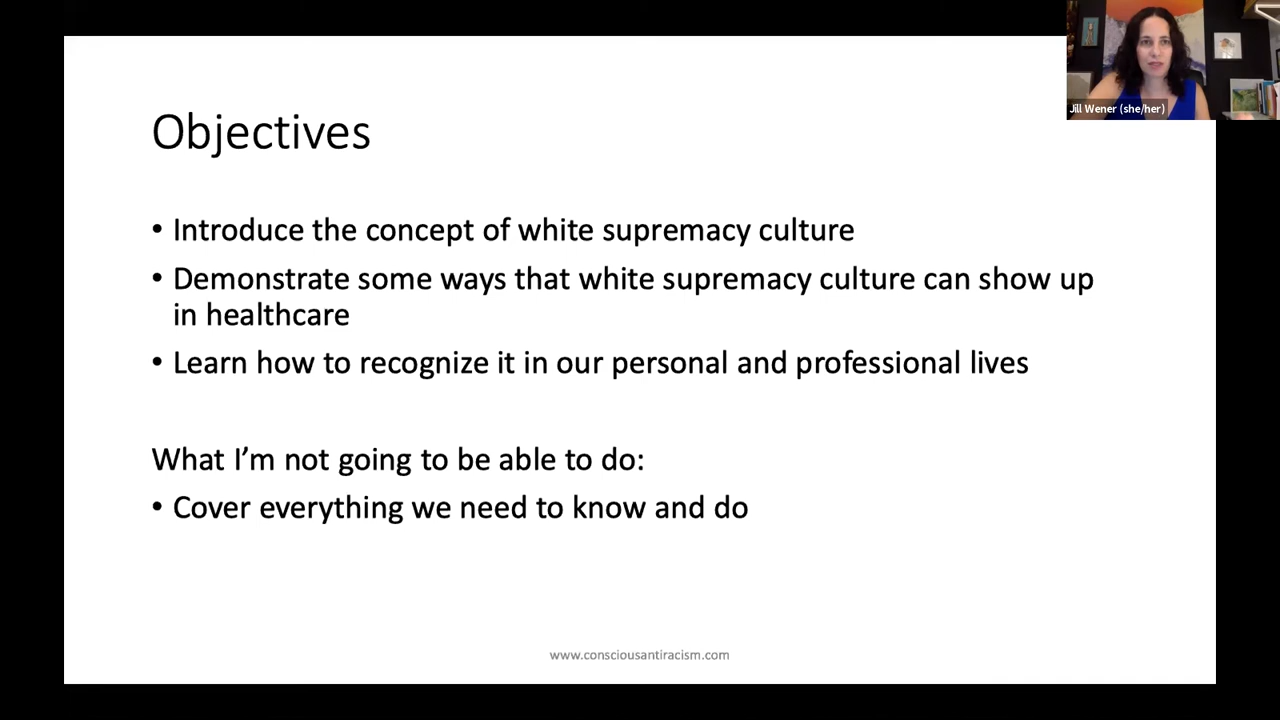 Jill Wener (she/her)
Objectives
• Introduce the concept of white supremacy culture
• Demonstrate some ways that white supremacy culture can show up
in healthcare
• Learn how to recognize it in our personal and professional lives
What I’m not going to be able to do:
• Cover everything we need to know and do
www.consciousantiracism.com